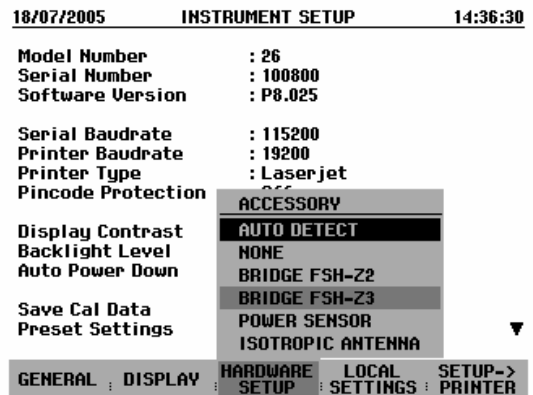 18/07/2005 INSTRUMENT SETUP 14:36:30
Model Number : 26
Serial Number : 100800
Software Version : P8.025
Serial Baudrate : 115200
Printer Baudrate : 19200
Printer Type : Laserjet
Pincode Protection
Display Contrast
Backlight Level
Auto Power Down
Save Cal Data
Preset Settings
ACCESSORY
AUTO DETECT
NONE
BRIDGE FSH-Z2
BRIDGE FSH-Z3
POWER SENSOR
ISOTROPIC ANTENNA
GENERAL DISPLAY HARDWARE SETUP LOCAL SETTINGS SETUP-> PRINTER